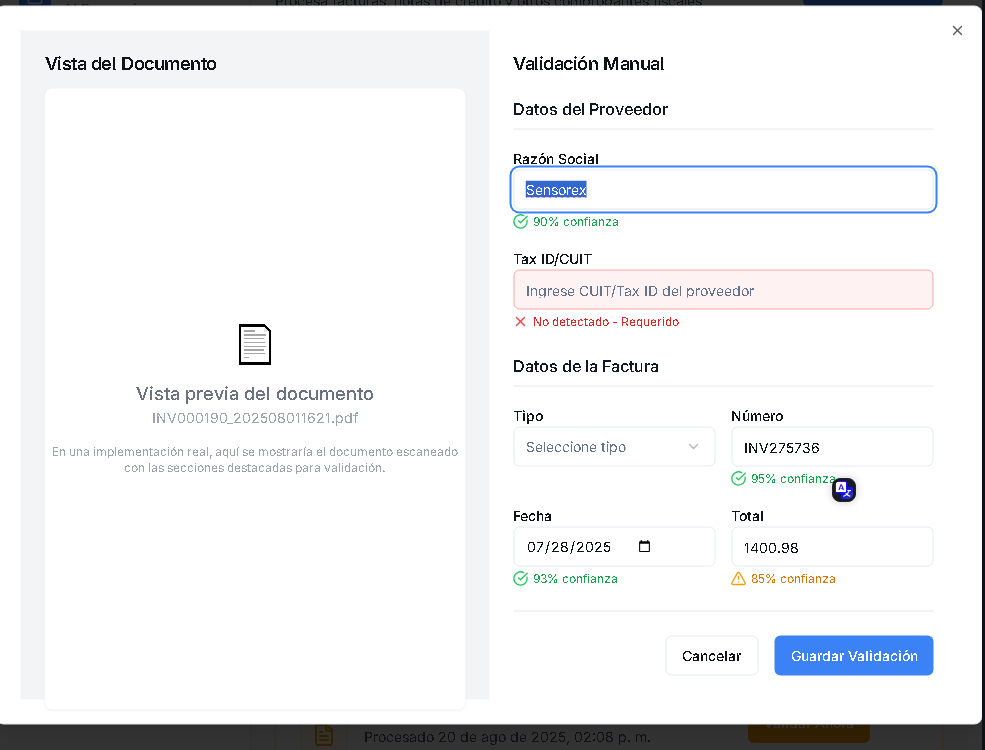 Procesa facturas, notas de crédito y otros comprobantes fiscales
Vista del Documento
Vista previa del documento
INV000190_202508011621.pdf
En una implementación real, aquí se mostraría el documento escaneado
con las secciones destacadas para validación.
Validación Manual
Datos del Proveedor
Razón Social
Sensorex
90% confianza
Tax ID/CUIT
Ingrese CUIT/Tax ID del proveedor
No detectado - Requerido
Datos de la Factura
Tipo
Número
Seleccione tipo
INV275736
95% confianza
Fecha
Total
07/28/2025
1400.98
93% confianza
85% confianza
Cancelar
Guardar Validación
Procesado 20 de ago de 2025, 02:08 p. m.